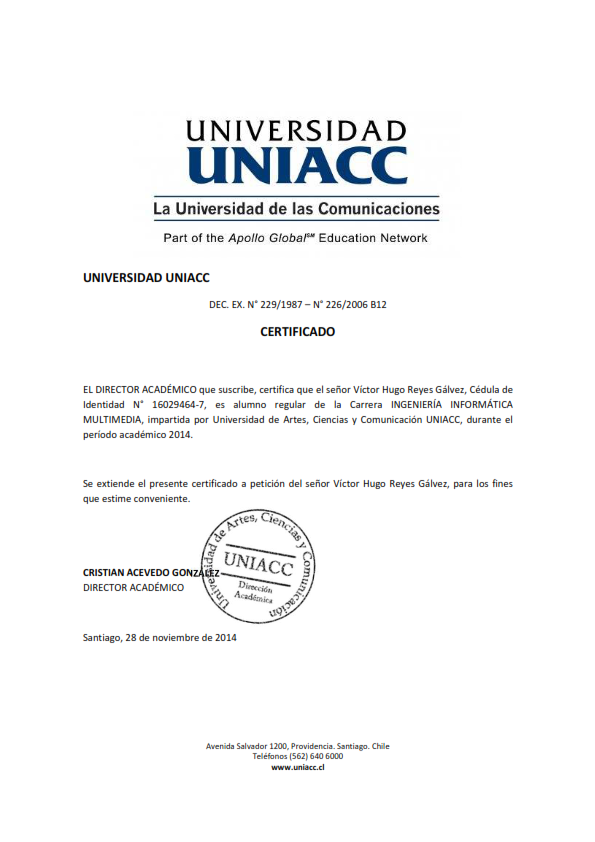 UNIVERSIDAD
UNIACC
La Universidad de las Comunicaciones
Part of the Apollo Global℠ Education Network
UNIVERSIDAD UNIACC
DEC. EX. N° 229/1987 – N° 226/2006 B12
CERTIFICADO
EL DIRECTOR ACADÉMICO que suscribe, certifica que el señor Víctor Hugo Reyes Gálvez, Cédula de
Identidad N° 16029464-7, es alumno regular de la Carrera INGENIERÍA INFORMÁTICA
MULTIMEDIA, impartida por Universidad de Artes, Ciencias y Comunicación UNIACC, durante el
período académico 2014.
Se extiende el presente certificado a petición del señor Víctor Hugo Reyes Gálvez, para los fines
que estime conveniente.
Universidad de Artes, Ciencias y Comunicación
UNIACC
Dirección
Académica
CRISTIAN ACEVEDO GONZÁLEZ
DIRECTOR ACADÉMICO
Santiago, 28 de noviembre de 2014
Avenida Salvador 1200, Providencia. Santiago. Chile
Teléfonos (562) 640 6000
www.uniacc.cl